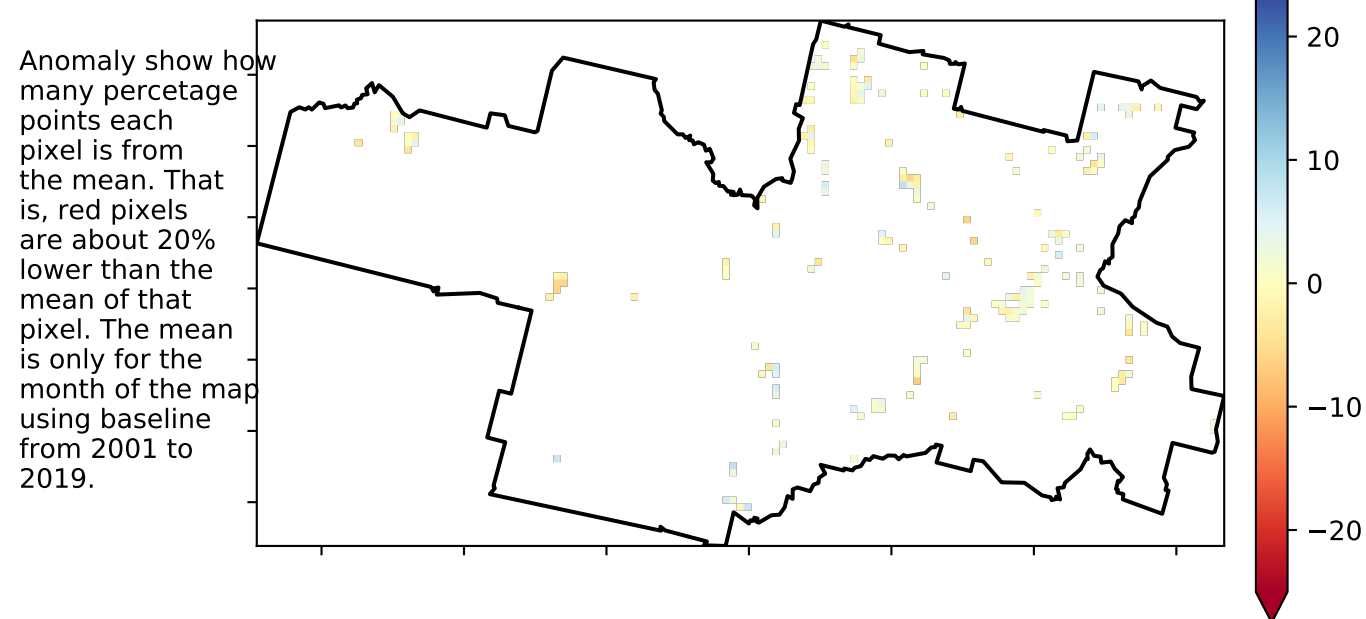 Anomaly show how
many percetage
points each
pixel is from
the mean. That
is, red pixels
are about 20%
lower than the
mean of that
pixel. The mean
is only for the
month of the map
using baseline
from 2001 to
2019.
20
10
0
−10
−20